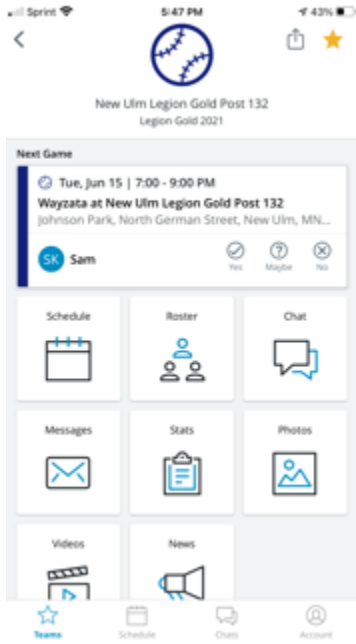 Sprint 5:47 PM 43%
New Ulm Legion Gold Post 132
Legion Gold 2021
Next Game
Tue, Jun 15 | 7:00 - 9:00 PM
Wayzata at New Ulm Legion Gold Post 132
Johnson Park, North German Street, New Ulm, MN...
SK Sam
Yes Maybe No
Schedule Roster Chat
Messages Stats Photos
Videos News
Teams Schedule Chats Account